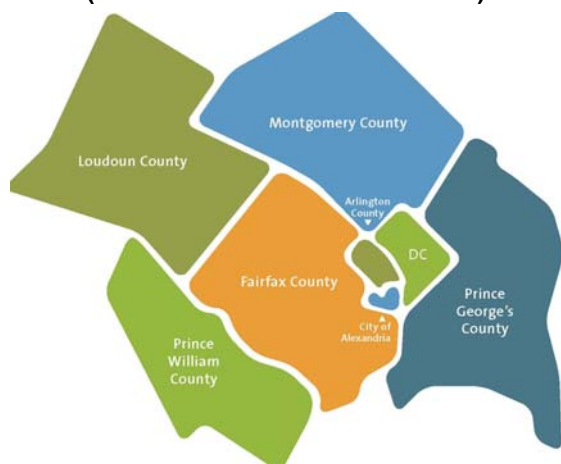 Montgomery County
Loudoun County
Arlington
County
DC
Fairfax County
Prince
George's
County
City of
Alexandria
Prince
William
County